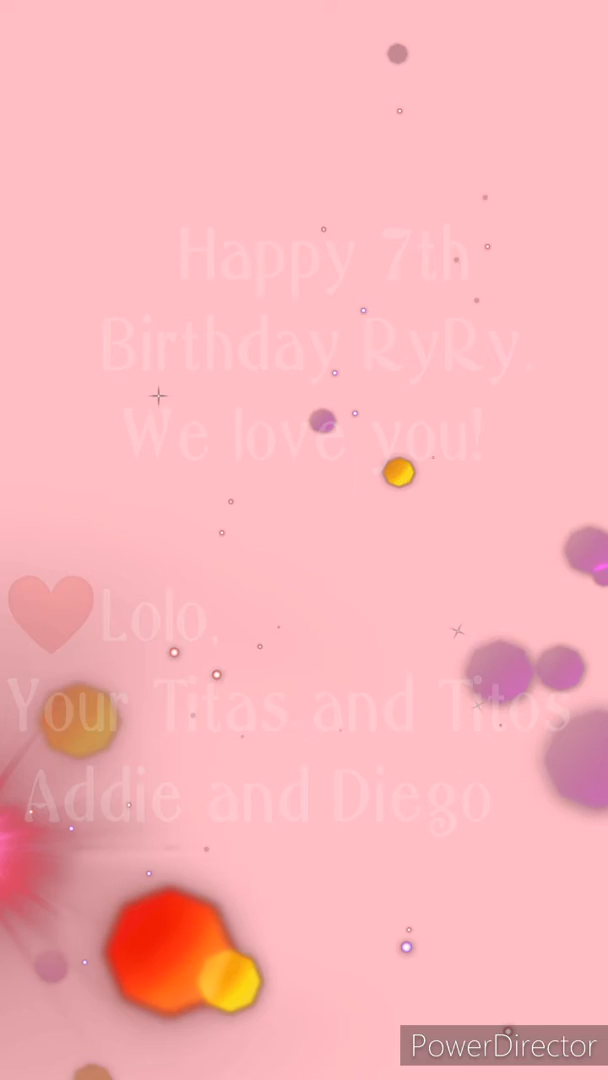 Happy 7th
Birthday RyRy.
We love you!
❤Lolo,
Your Titas and Titos
Addie and Diego
PowerDirector